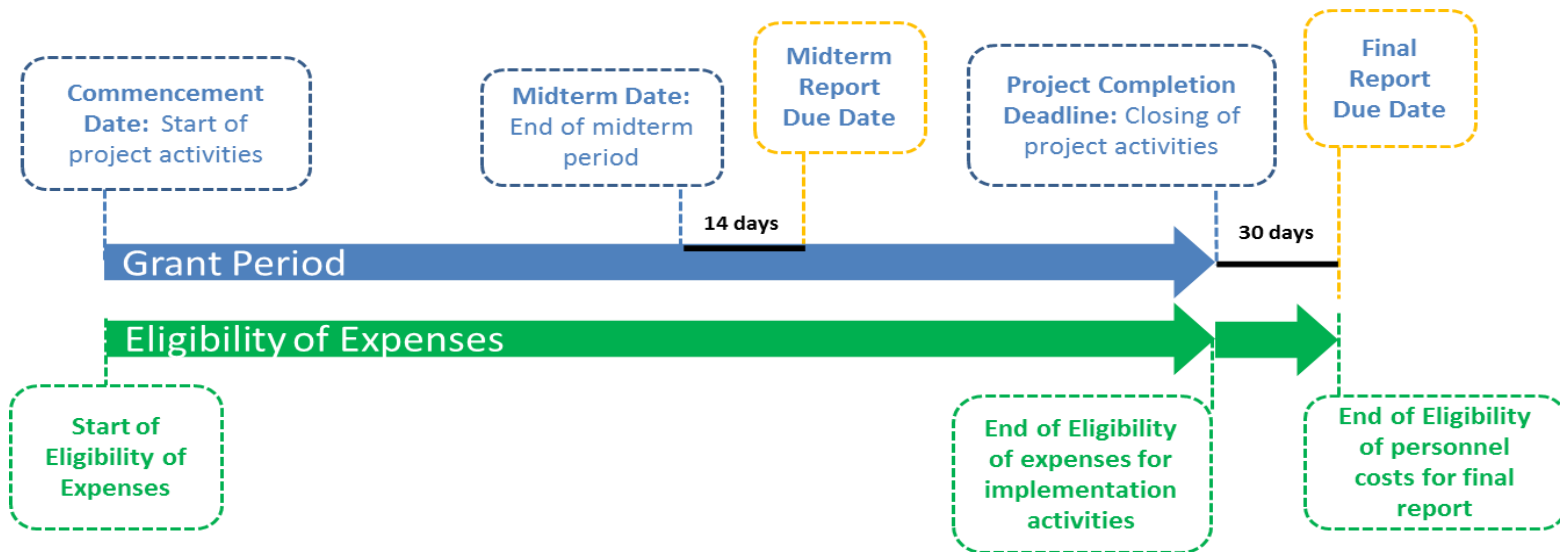 Commencement
Date: Start of
project activities
Midterm Date:
End of midterm
period
Midterm
Report
Due Date
Project Completion
Deadline: Closing of
project activities
Final
Report
Due Date
14 days
30 days
Grant Period
Eligibility of Expenses
Start of
Eligibility of
Expenses
End of Eligibility
of expenses for
implementation
activities
End of Eligibility
of personnel
costs for final
report